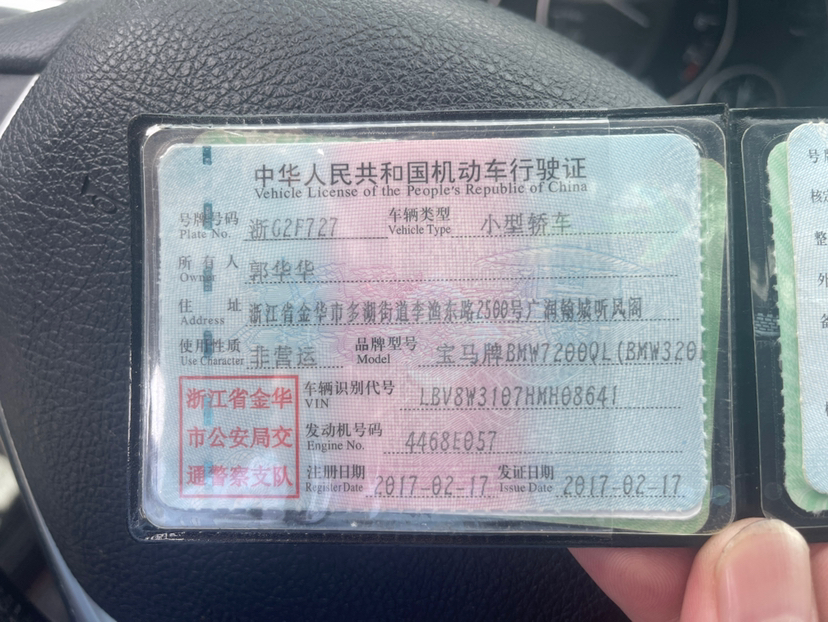 中华人民共和国机动车行驶证
Vehicle License of the People's Republic of China
号牌号码 浙G2F727 车辆类型 小型轿车
Plate No. Vehicle Type
所有人 郭华华
Owner
住址 浙江省金华市多湖街道李渔东路2500号广润翰城听风阁
Address
使用性质 非营运 品牌型号 宝马牌BMW7200QL(BMW320
Use Character Model
浙江省金华
市公安局交
通警察支队
车辆识别代号 LBV8W3107HMH08641
VIN
发动机号码 4468E057
Engine No.
注册日期 2017-02-17 发证日期 2017-02-17
Register Date Issue Date
号牌
核定
整
外